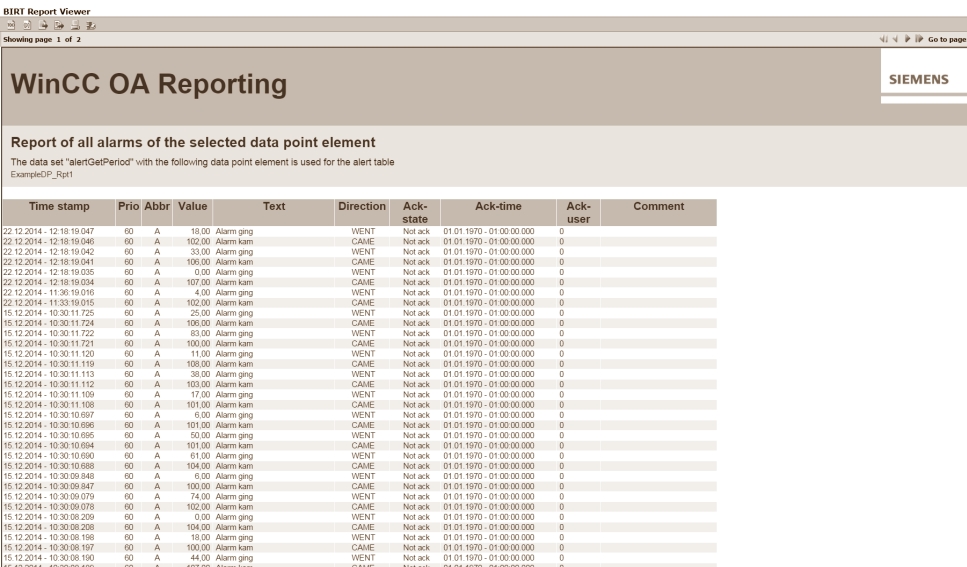 BIRT Report Viewer
Showing page 1 of 2 Go to page
WinCC OA Reporting
SIEMENS
Report of all alarms of the selected data point element
The data set "alertGetPeriod" with the following data point element is used for the alert table
ExampleDP_Rpt1
Time stamp Prio Abbr Value Text Direction Ack-state Ack-time Ack-user Comment
22.12.2014 - 12:18:19.047 60 A 18,00 Alarm ging WENT Not ack 01.01.1970 - 01:00:00.000 0
22.12.2014 - 12:18:19.046 60 A 102,00 Alarm kam CAME Not ack 01.01.1970 - 01:00:00.000 0
22.12.2014 - 12:18:19.042 60 A 33,00 Alarm ging WENT Not ack 01.01.1970 - 01:00:00.000 0
22.12.2014 - 12:18:19.041 60 A 106,00 Alarm kam CAME Not ack 01.01.1970 - 01:00:00.000 0
22.12.2014 - 12:18:19.035 60 A 0,00 Alarm ging WENT Not ack 01.01.1970 - 01:00:00.000 0
22.12.2014 - 12:18:19.034 60 A 107,00 Alarm kam CAME Not ack 01.01.1970 - 01:00:00.000 0
22.12.2014 - 11:36:19.016 60 A 4,00 Alarm ging WENT Not ack 01.01.1970 - 01:00:00.000 0
22.12.2014 - 11:33:19.015 60 A 102,00 Alarm kam CAME Not ack 01.01.1970 - 01:00:00.000 0
15.12.2014 - 10:30:11.725 60 A 25,00 Alarm ging WENT Not ack 01.01.1970 - 01:00:00.000 0
15.12.2014 - 10:30:11.724 60 A 106,00 Alarm kam CAME Not ack 01.01.1970 - 01:00:00.000 0
15.12.2014 - 10:30:11.722 60 A 83,00 Alarm ging WENT Not ack 01.01.1970 - 01:00:00.000 0
15.12.2014 - 10:30:11.721 60 A 100,00 Alarm kam CAME Not ack 01.01.1970 - 01:00:00.000 0
15.12.2014 - 10:30:11.120 60 A 11,00 Alarm ging WENT Not ack 01.01.1970 - 01:00:00.000 0
15.12.2014 - 10:30:11.119 60 A 108,00 Alarm kam CAME Not ack 01.01.1970 - 01:00:00.000 0
15.12.2014 - 10:30:11.113 60 A 38,00 Alarm ging WENT Not ack 01.01.1970 - 01:00:00.000 0
15.12.2014 - 10:30:11.112 60 A 103,00 Alarm kam CAME Not ack 01.01.1970 - 01:00:00.000 0
15.12.2014 - 10:30:11.109 60 A 17,00 Alarm ging WENT Not ack 01.01.1970 - 01:00:00.000 0
15.12.2014 - 10:30:11.108 60 A 101,00 Alarm kam CAME Not ack 01.01.1970 - 01:00:00.000 0
15.12.2014 - 10:30:10.697 60 A 6,00 Alarm ging WENT Not ack 01.01.1970 - 01:00:00.000 0
15.12.2014 - 10:30:10.696 60 A 101,00 Alarm kam CAME Not ack 01.01.1970 - 01:00:00.000 0
15.12.2014 - 10:30:10.695 60 A 50,00 Alarm ging WENT Not ack 01.01.1970 - 01:00:00.000 0
15.12.2014 - 10:30:10.694 60 A 101,00 Alarm kam CAME Not ack 01.01.1970 - 01:00:00.000 0
15.12.2014 - 10:30:10.690 60 A 61,00 Alarm ging WENT Not ack 01.01.1970 - 01:00:00.000 0
15.12.2014 - 10:30:10.688 60 A 104,00 Alarm kam CAME Not ack 01.01.1970 - 01:00:00.000 0
15.12.2014 - 10:30:09.848 60 A 6,00 Alarm ging WENT Not ack 01.01.1970 - 01:00:00.000 0
15.12.2014 - 10:30:09.847 60 A 100,00 Alarm kam CAME Not ack 01.01.1970 - 01:00:00.000 0
15.12.2014 - 10:30:09.079 60 A 74,00 Alarm ging WENT Not ack 01.01.1970 - 01:00:00.000 0
15.12.2014 - 10:30:09.078 60 A 102,00 Alarm kam CAME Not ack 01.01.1970 - 01:00:00.000 0
15.12.2014 - 10:30:08.209 60 A 0,00 Alarm ging WENT Not ack 01.01.1970 - 01:00:00.000 0
15.12.2014 - 10:30:08.208 60 A 104,00 Alarm kam CAME Not ack 01.01.1970 - 01:00:00.000 0
15.12.2014 - 10:30:08.198 60 A 18,00 Alarm ging WENT Not ack 01.01.1970 - 01:00:00.000 0
15.12.2014 - 10:30:08.197 60 A 100,00 Alarm kam CAME Not ack 01.01.1970 - 01:00:00.000 0
15.12.2014 - 10:30:08.190 60 A 44,00 Alarm ging WENT Not ack 01.01.1970 - 01:00:00.000 0